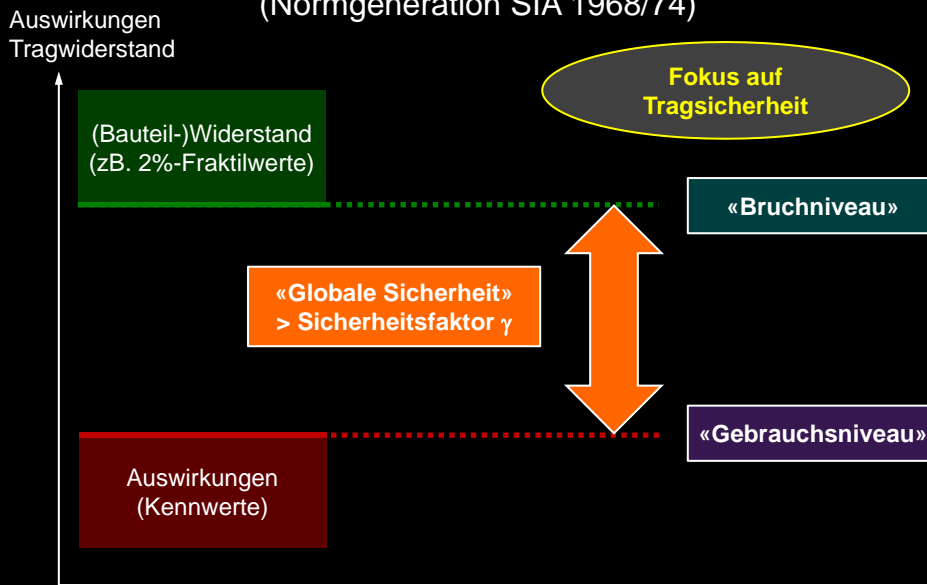 (Normgeneration SIA 1968/74)
Auswirkungen
Tragwiderstand
Fokus auf
Tragsicherheit
(Bauteil-)Widerstand
(zB. 2%-Fraktilwerte)
«Bruchniveau»
«Globale Sicherheit»
> Sicherheitsfaktor γ
«Gebrauchsniveau»
Auswirkungen
(Kennwerte)